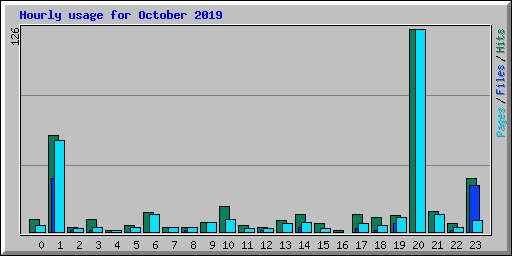 Hourly usage for October 2019
126
Pages/Files/Hits
0 1 2 3 4 5 6 7 8 9 10 11 12 13 14 15 16 17 18 19 20 21 22 23